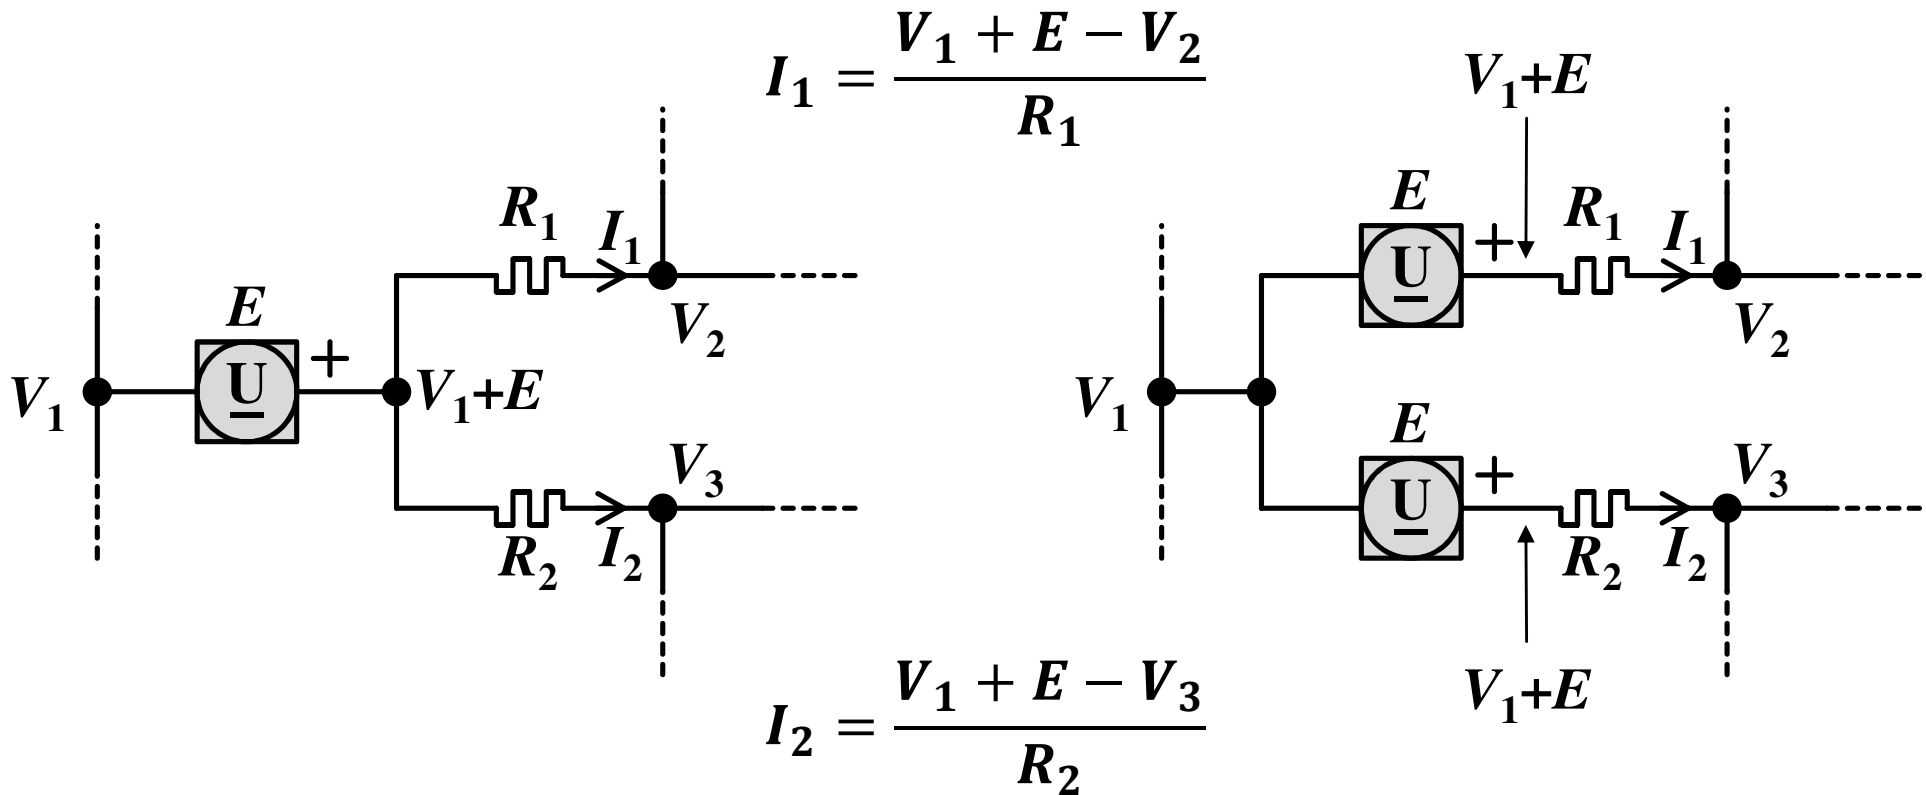 I₁ = (V₁ + E − V₂) / R₁
V₁+E
E
R₁
I₁
V₂
E
+
U
V₁
+
U
V₁+E
R₁
I₁
V₂
V₁
V₃
R₂
I₂
E
+
U
V₃
R₂
I₂
I₂ = (V₁ + E − V₃) / R₂
V₁+E